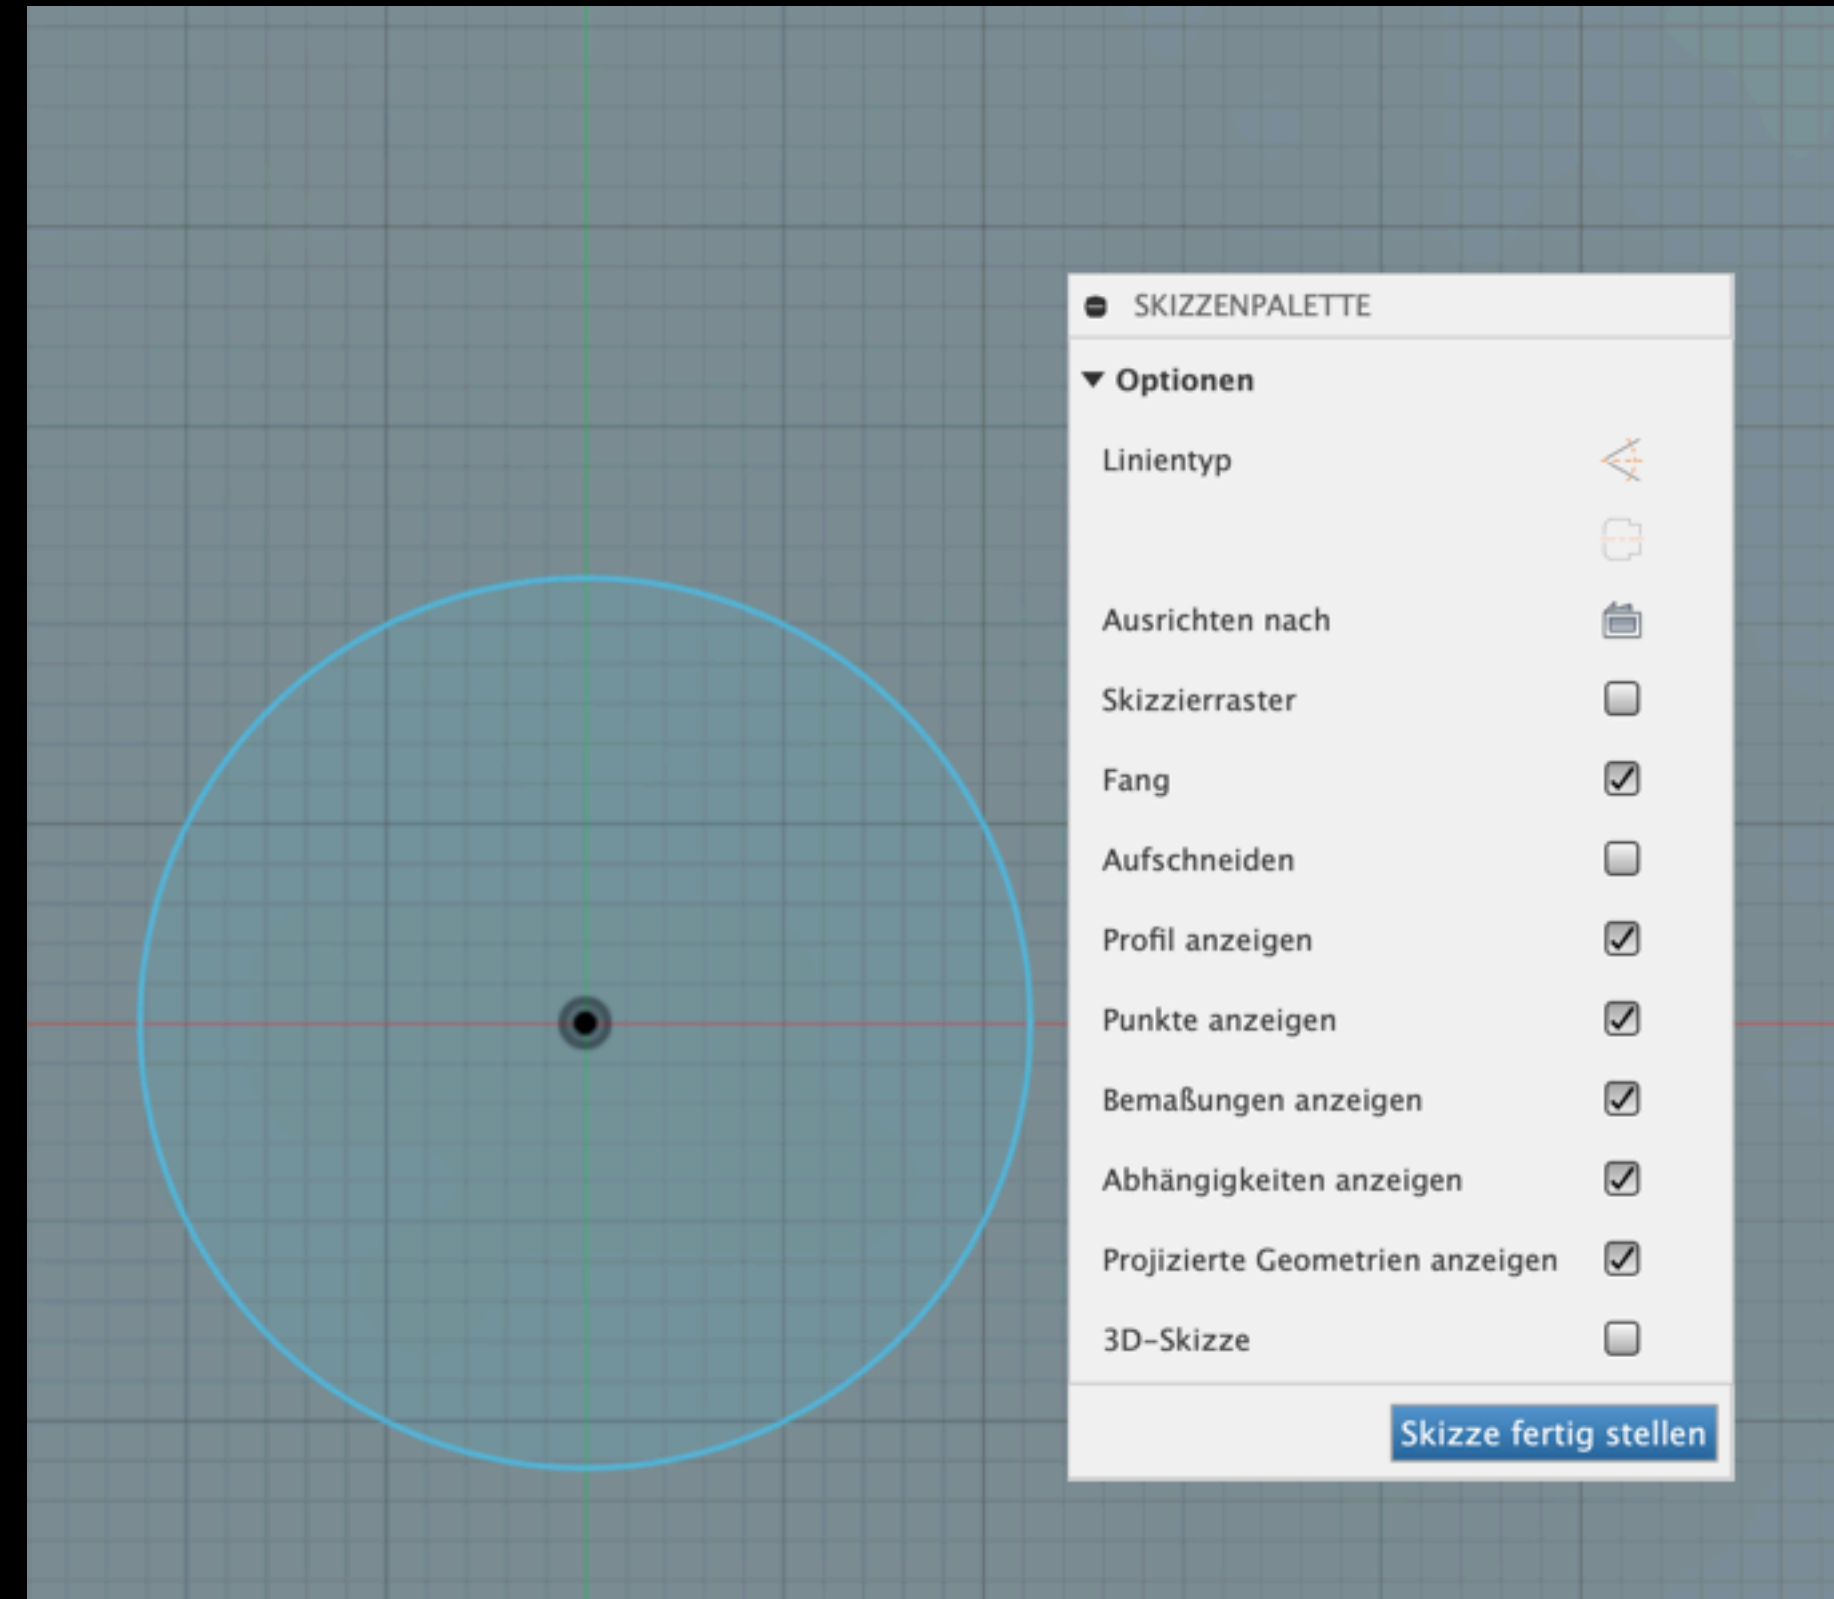 SKIZZENPALETTE
Optionen
Linientyp
Ausrichten nach
Skizzierraster
Fang
Aufschneiden
Profil anzeigen
Punkte anzeigen
Bemaßungen anzeigen
Abhängigkeiten anzeigen
Projizierte Geometrien anzeigen
3D-Skizze
Skizze fertig stellen